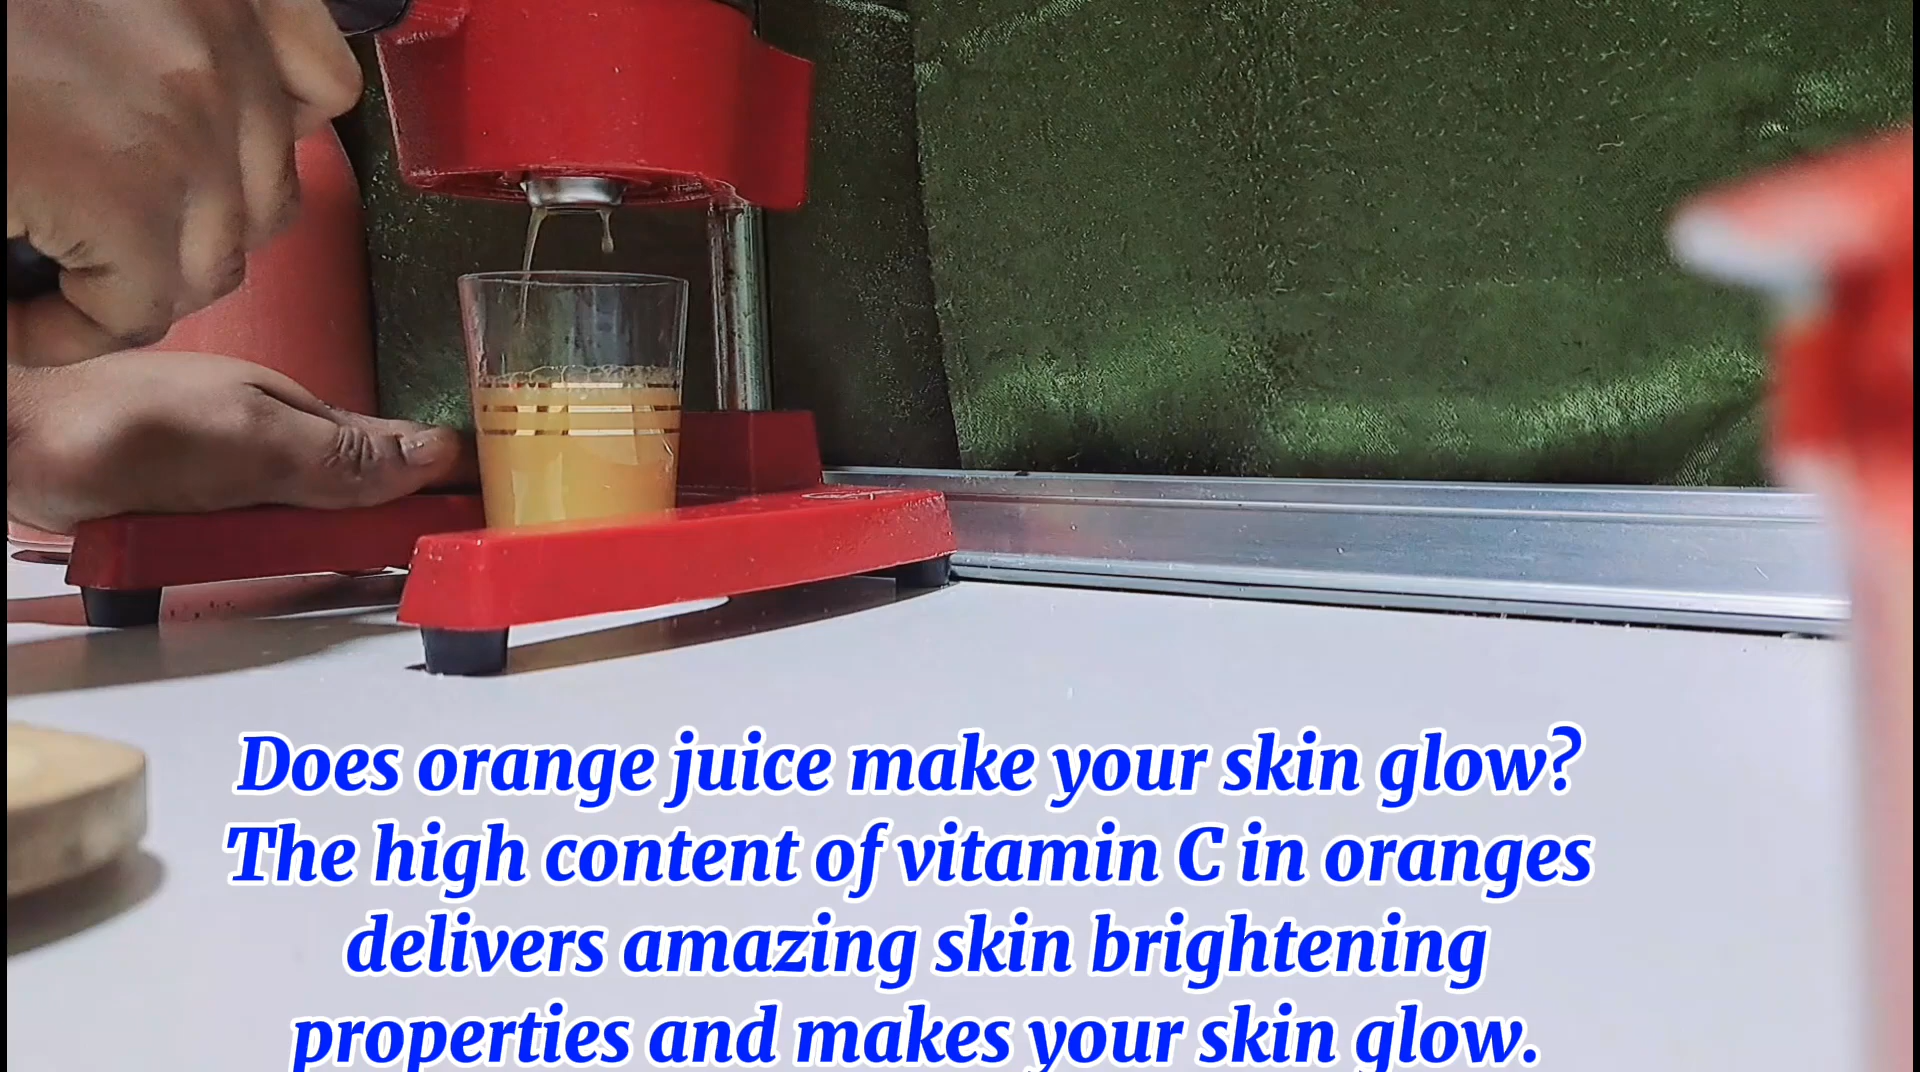 Does orange juice make your skin glow?
The high content of vitamin C in oranges
delivers amazing skin brightening
properties and makes your skin glow.